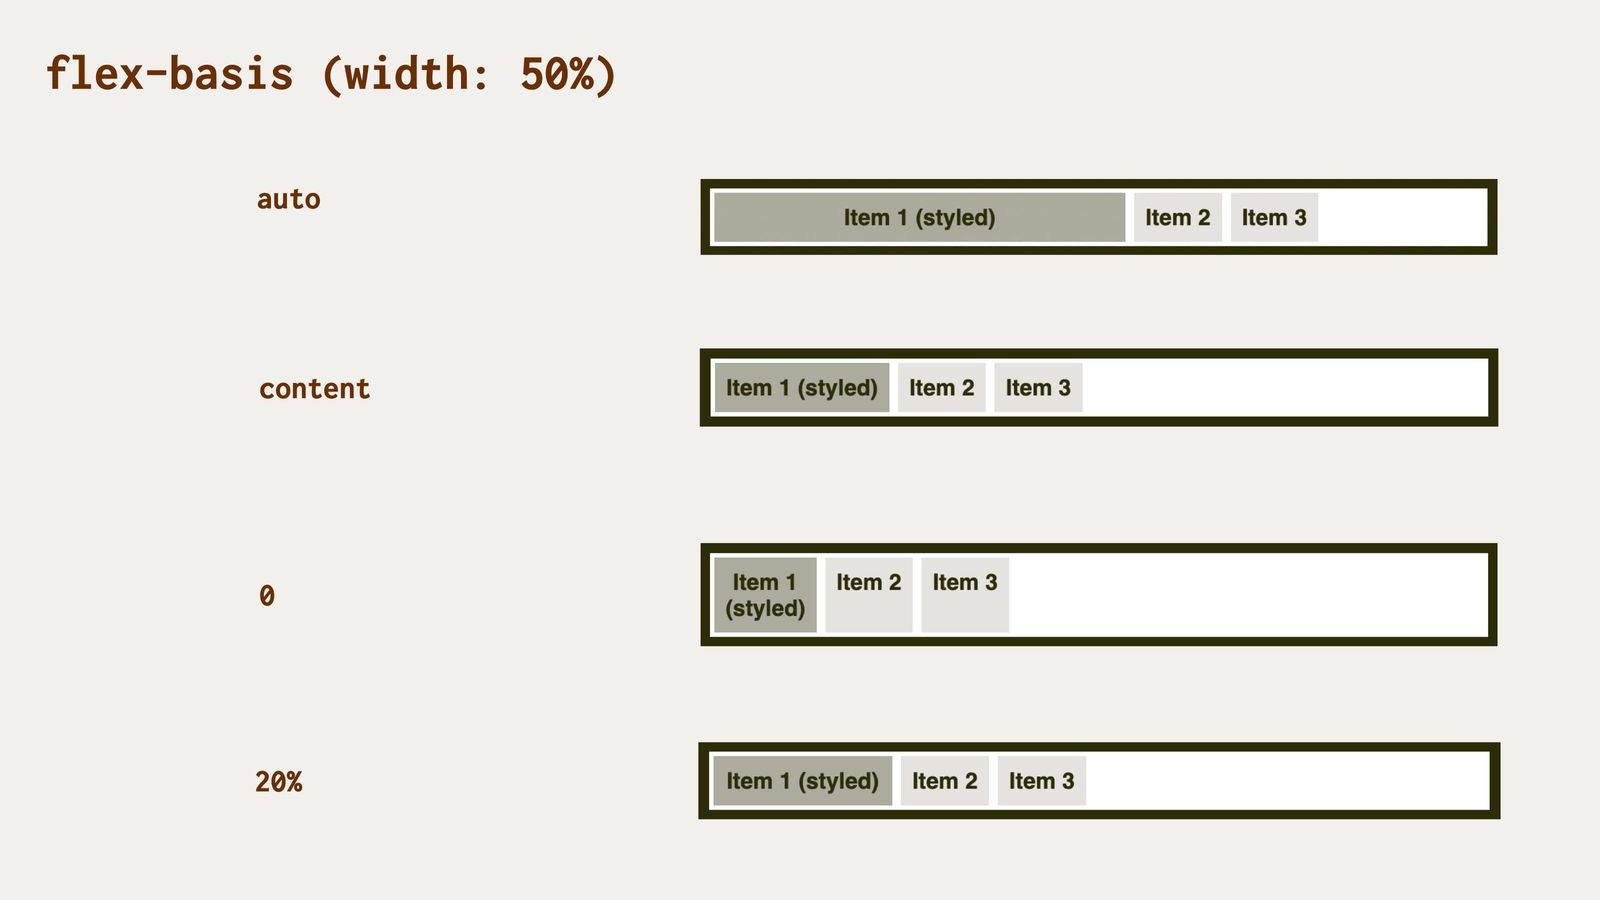 flex-basis (width: 50%)
auto
Item 1 (styled) Item 2 Item 3
content
Item 1 (styled) Item 2 Item 3
0
Item 1 Item 2 Item 3
(styled)
20%
Item 1 (styled) Item 2 Item 3